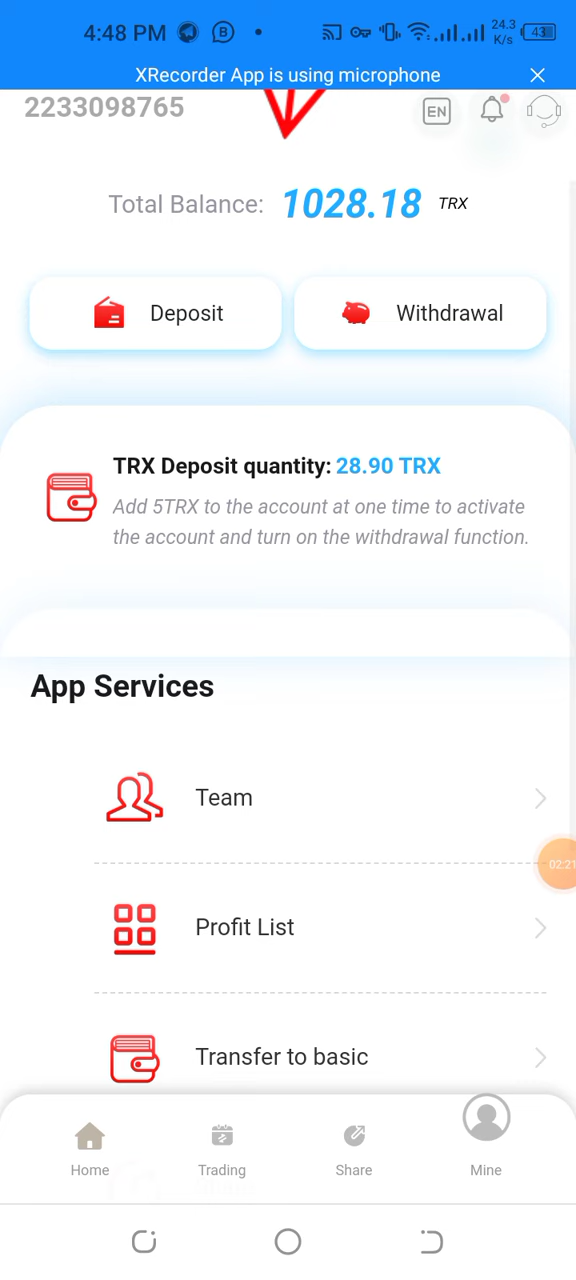 4:48 PM
24.3
K/s
43
XRecorder App is using microphone
2233098765
EN
Total Balance: 1028.18 TRX
Deposit
Withdrawal
TRX Deposit quantity: 28.90 TRX
Add 5TRX to the account at one time to activate
the account and turn on the withdrawal function.
App Services
Team
02:21
Profit List
Transfer to basic
Home
Trading
Share
Mine